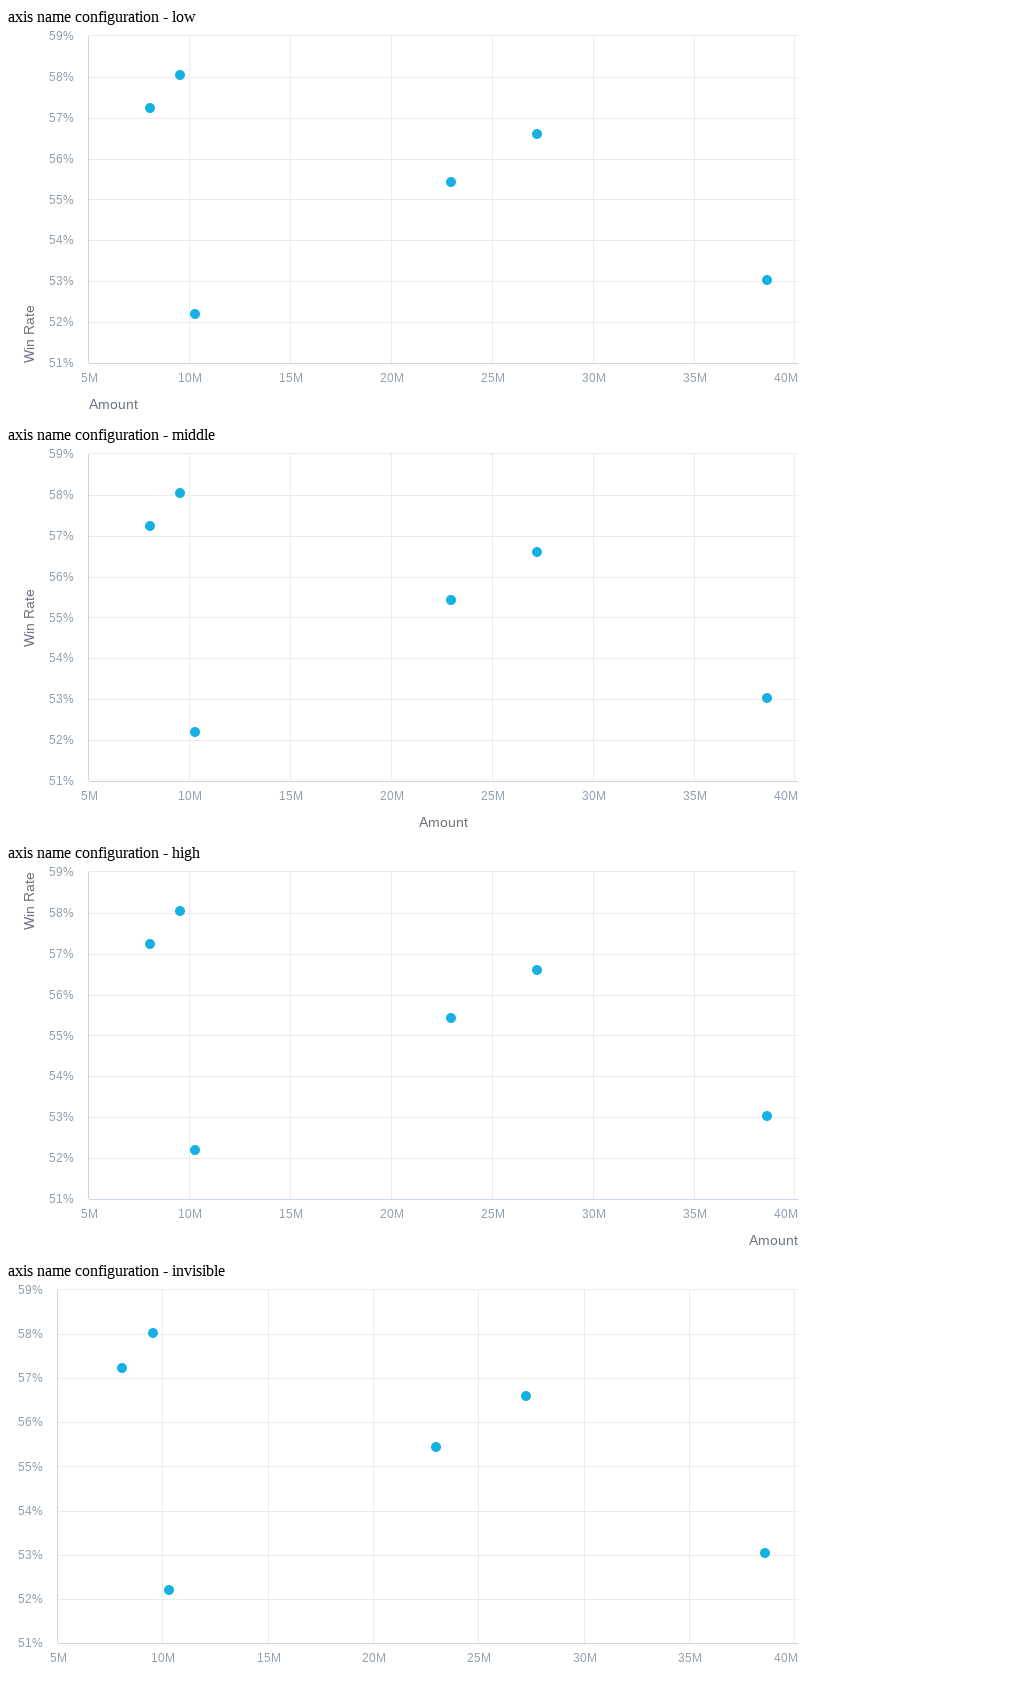 axis name configuration - low
59%
58%
57%
56%
55%
54%
53%
52%
51%
Win Rate
5M 10M 15M 20M 25M 30M 35M 40M
Amount
axis name configuration - middle
59%
58%
57%
56%
55%
54%
53%
52%
51%
Win Rate
5M 10M 15M 20M 25M 30M 35M 40M
Amount
axis name configuration - high
59%
58%
57%
56%
55%
54%
53%
52%
51%
Win Rate
5M 10M 15M 20M 25M 30M 35M 40M
Amount
axis name configuration - invisible
59%
58%
57%
56%
55%
54%
53%
52%
51%
5M 10M 15M 20M 25M 30M 35M 40M